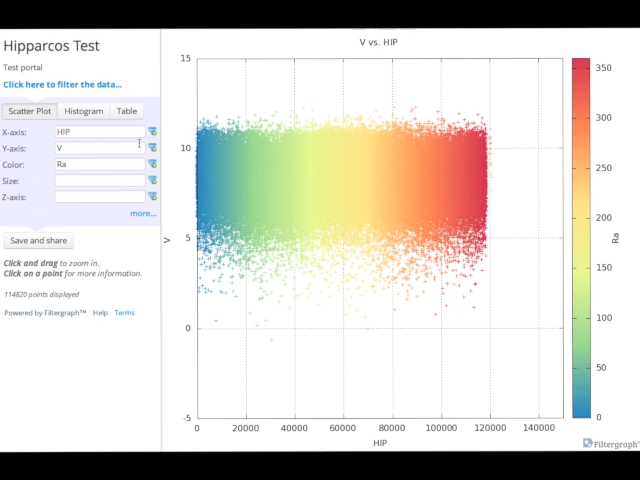 Hipparcos Test
Test portal
Click here to filter the data...
Scatter Plot Histogram Table
X-axis: HIP
Y-axis: V
Color: Ra
Size:
Z-axis:
more...
Save and share
Click and drag to zoom in.
Click on a point for more information.
114820 points displayed
Powered by Filtergraph™ Help Terms
V vs. HIP
15
10
5
0
-5
V
0 20000 40000 60000 80000 100000 120000 140000
HIP
350
300
250
200
150
100
50
0
Ra
Filtergraph™